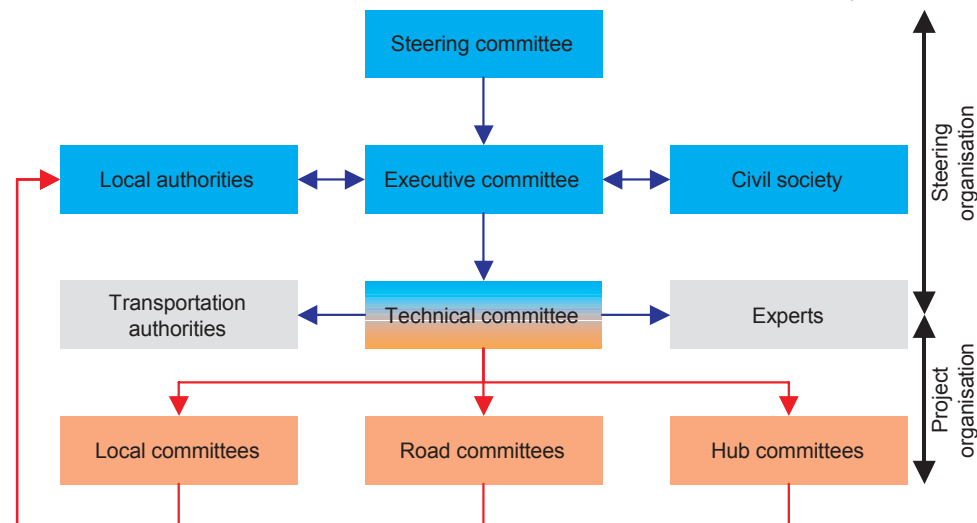 Steering committee
Local authorities
Executive committee
Civil society
Steering
organisation
Transportation
authorities
Technical committee
Experts
Project
organisation
Local committees
Road committees
Hub committees